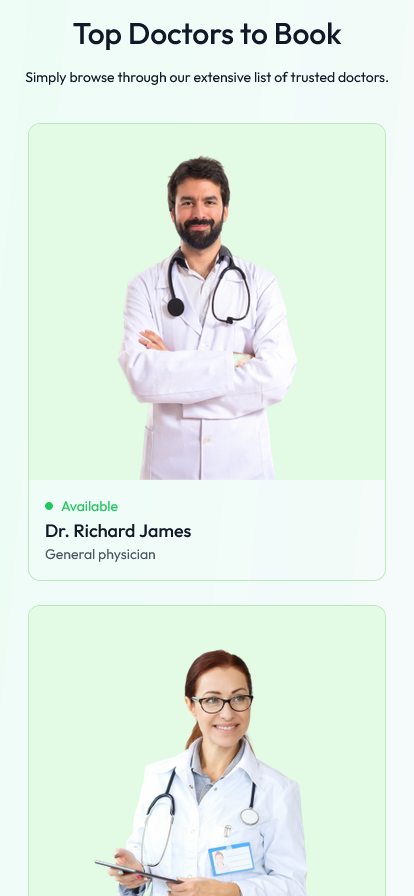 Top Doctors to Book
Simply browse through our extensive list of trusted doctors.
Available
Dr. Richard James
General physician